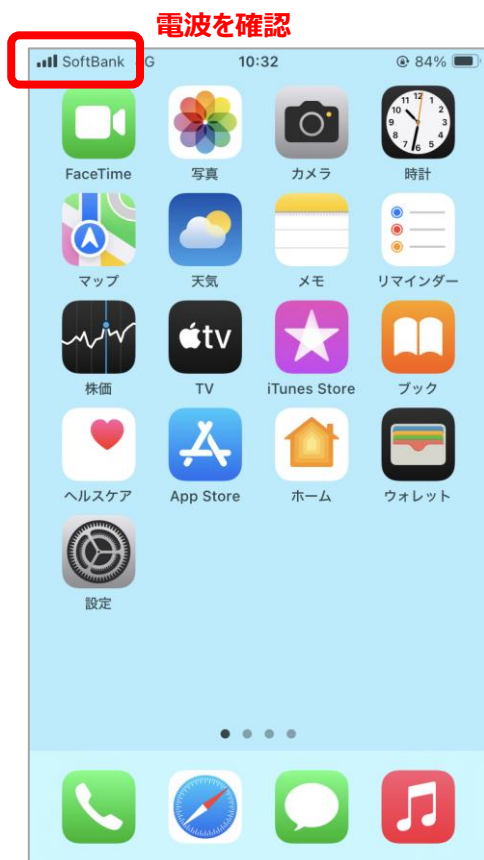 電波を確認
SoftBank G 10:32 84%
FaceTime 写真 カメラ 時計
マップ 天気 メモ リマインダー
tv
株価 TV iTunes Store ブック
ヘルスケア App Store ホーム ウォレット
設定